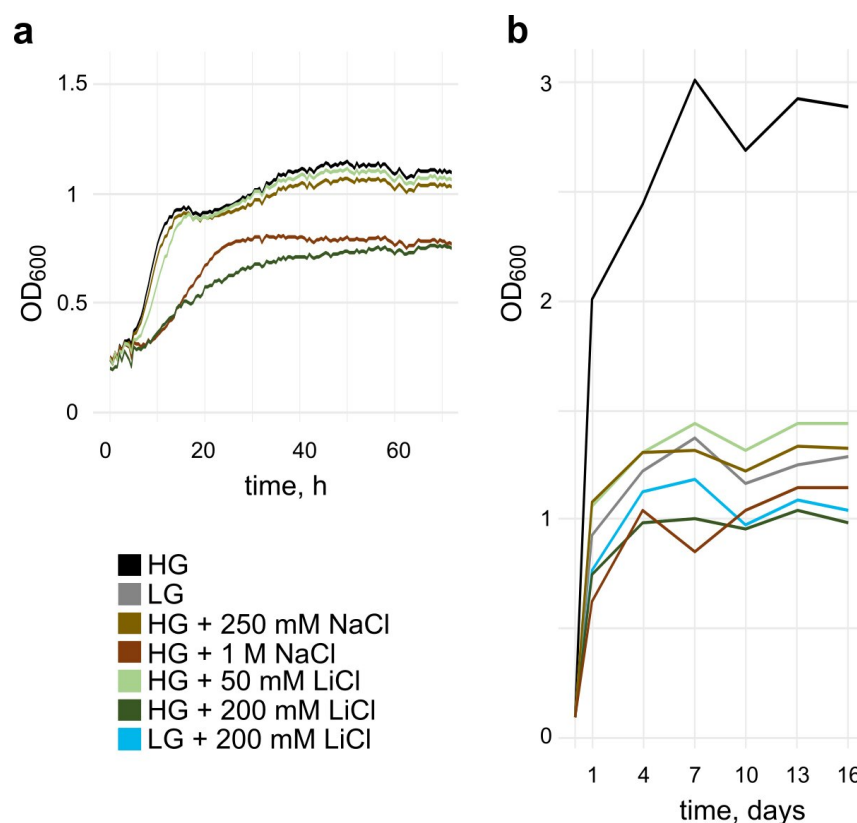 a
1.5
1
0.5
0
OD600
0 20 40 60
time, h
HG
LG
HG + 250 mM NaCl
HG + 1 M NaCl
HG + 50 mM LiCl
HG + 200 mM LiCl
LG + 200 mM LiCl
b
3
2
1
0
OD600
1 4 7 10 13 16
time, days